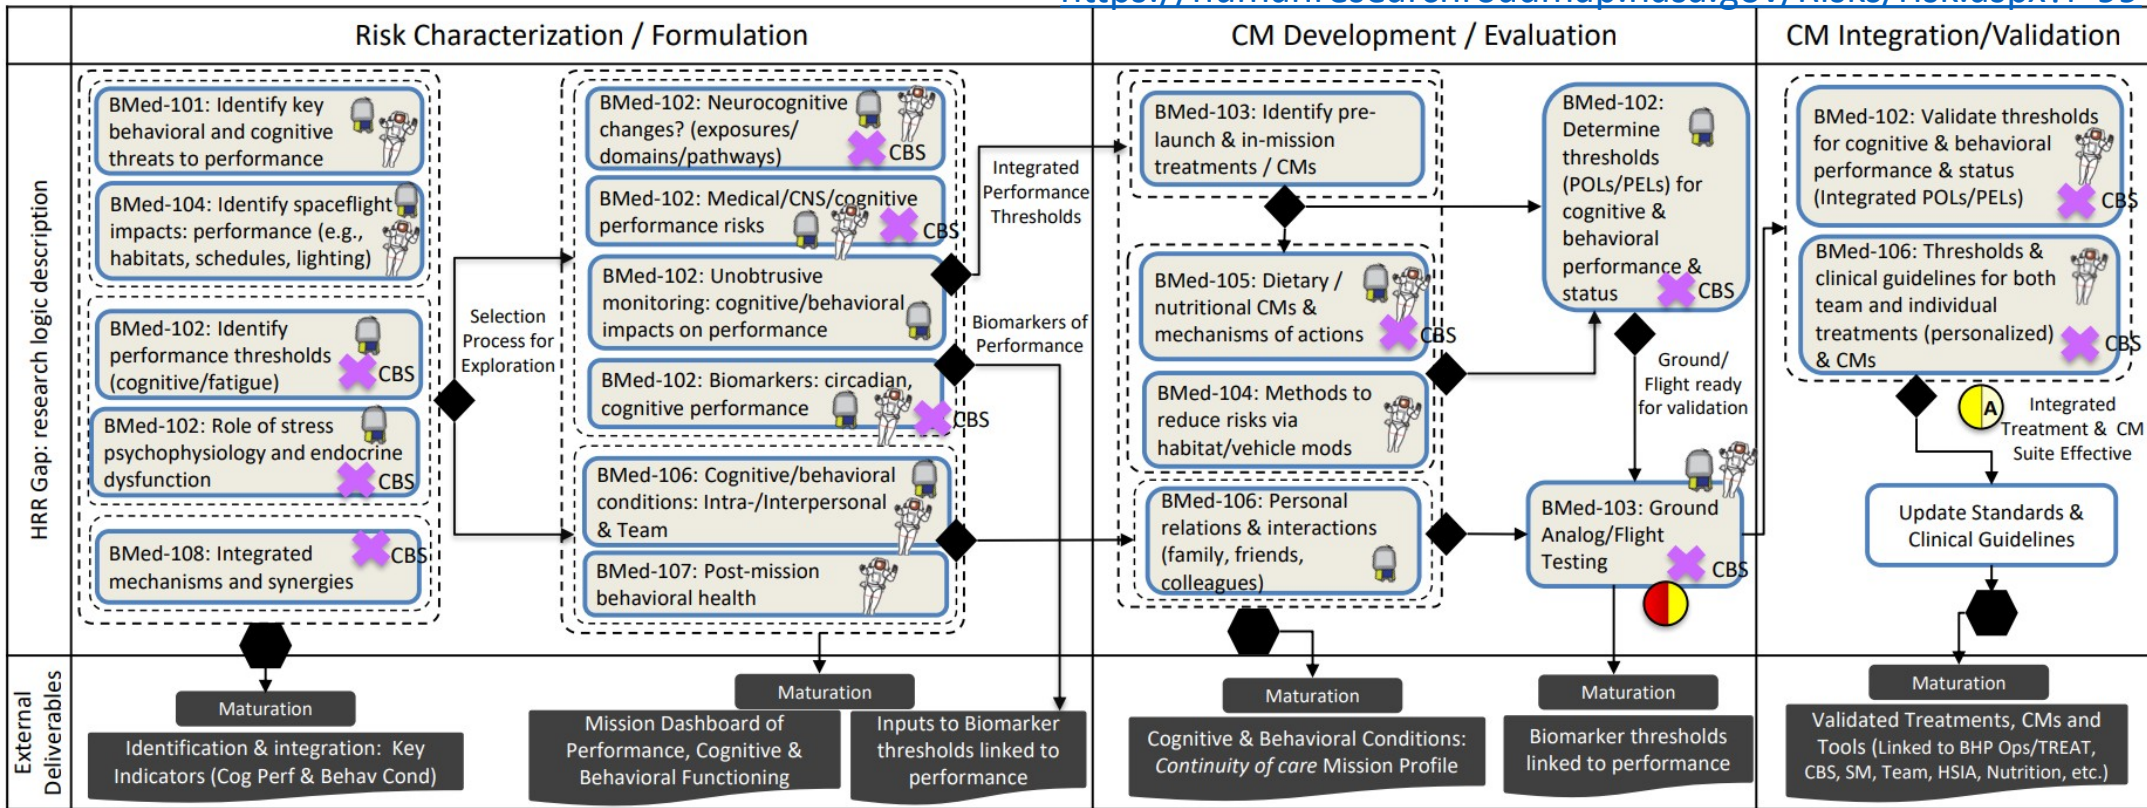 Risk Characterization / Formulation
CM Development / Evaluation
CM Integration/Validation
HRR Gap: research logic description
BMed-101: Identify key
behavioral and cognitive
threats to performance
BMed-104: Identify spaceflight
impacts: performance (e.g.,
habitats, schedules, lighting)
BMed-102: Identify
performance thresholds
(cognitive/fatigue)
CBS
BMed-102: Role of stress
psychophysiology and endocrine
dysfunction
CBS
BMed-108: Integrated
mechanisms and synergies
CBS
Selection
Process for
Exploration
BMed-102: Neurocognitive
changes? (exposures/
domains/pathways)
CBS
BMed-102: Medical/CNS/cognitive
performance risks
CBS
BMed-102: Unobtrusive
monitoring: cognitive/behavioral
impacts on performance
BMed-102: Biomarkers: circadian,
cognitive performance
CBS
BMed-106: Cognitive/behavioral
conditions: Intra-/Interpersonal
& Team
BMed-107: Post-mission
behavioral health
Integrated
Performance
Thresholds
Biomarkers of
Performance
BMed-103: Identify pre-
launch & in-mission
treatments / CMs
BMed-105: Dietary /
nutritional CMs &
mechanisms of actions
CBS
BMed-104: Methods to
reduce risks via
habitat/vehicle mods
BMed-106: Personal
relations & interactions
(family, friends,
colleagues)
BMed-102:
Determine
thresholds
(POLs/PELs) for
cognitive &
behavioral
performance &
status
CBS
Ground/
Flight ready
for validation
BMed-103: Ground
Analog/Flight
Testing
CBS
BMed-102: Validate thresholds
for cognitive & behavioral
performance & status
(Integrated POLs/PELs)
CBS
BMed-106: Thresholds &
clinical guidelines for both
team and individual
treatments (personalized)
& CMs
CBS
A
Integrated
Treatment & CM
Suite Effective
Update Standards &
Clinical Guidelines
External
Deliverables
Maturation
Identification & integration: Key
Indicators (Cog Perf & Behav Cond)
Maturation
Mission Dashboard of
Performance, Cognitive &
Behavioral Functioning
Inputs to Biomarker
thresholds linked to
performance
Maturation
Cognitive & Behavioral Conditions:
Continuity of care Mission Profile
Maturation
Biomarker thresholds
linked to performance
Maturation
Validated Treatments, CMs and
Tools (Linked to BHP Ops/TREAT,
CBS, SM, Team, HSIA, Nutrition, etc.)